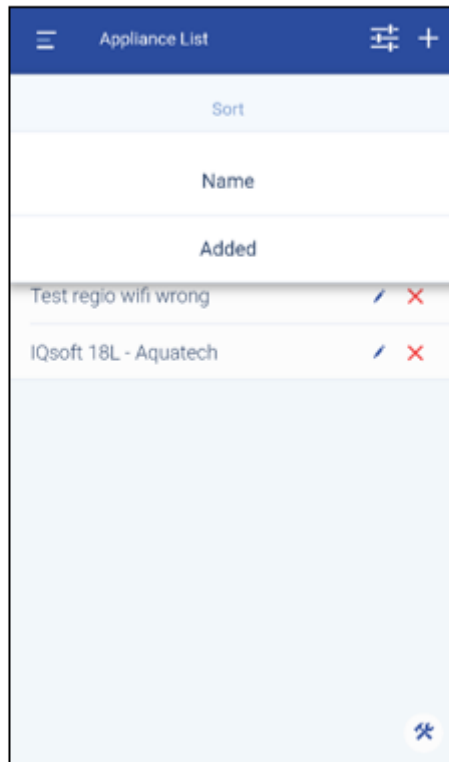 Appliance List
Sort
Name
Added
Test regio wifi wrong
IQsoft 18L - Aquatech